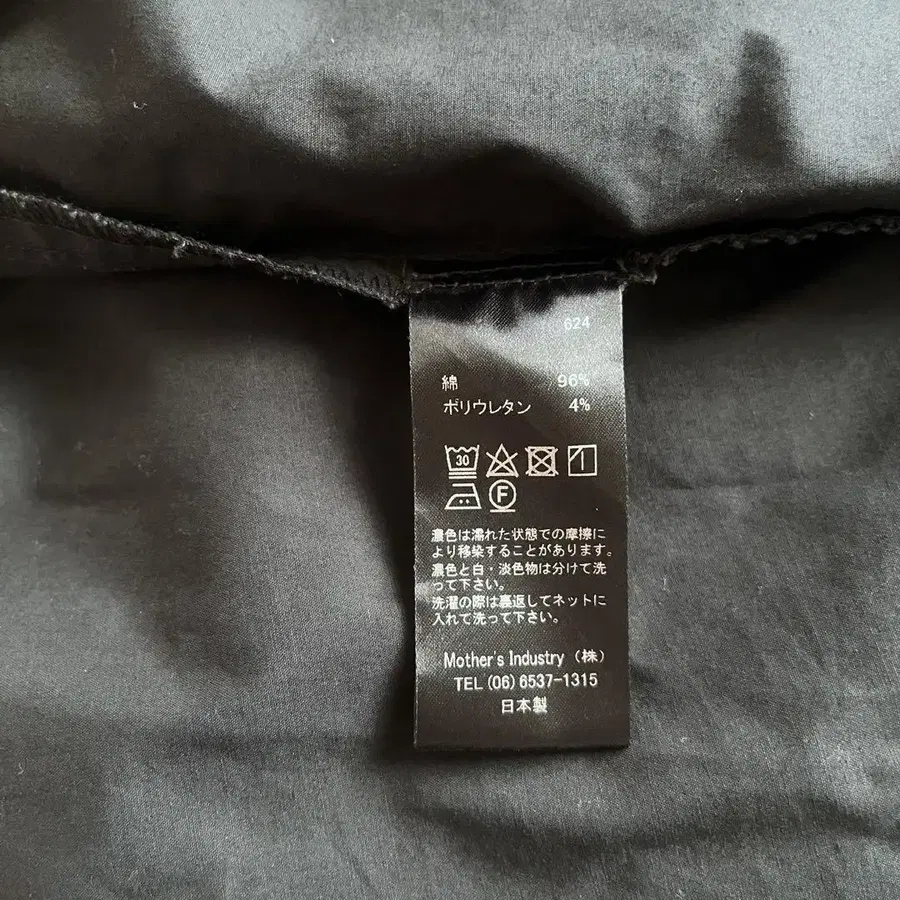 624
綿 96%
ポリウレタン 4%
30
F
濃色は濡れた状態での摩擦に
より移染することがあります。
濃色と白・淡色物は分けて洗
って下さい。
洗濯の際は裏返してネットに
入れて洗って下さい。
Mother's Industry (株)
TEL (06) 6537-1315
日本製